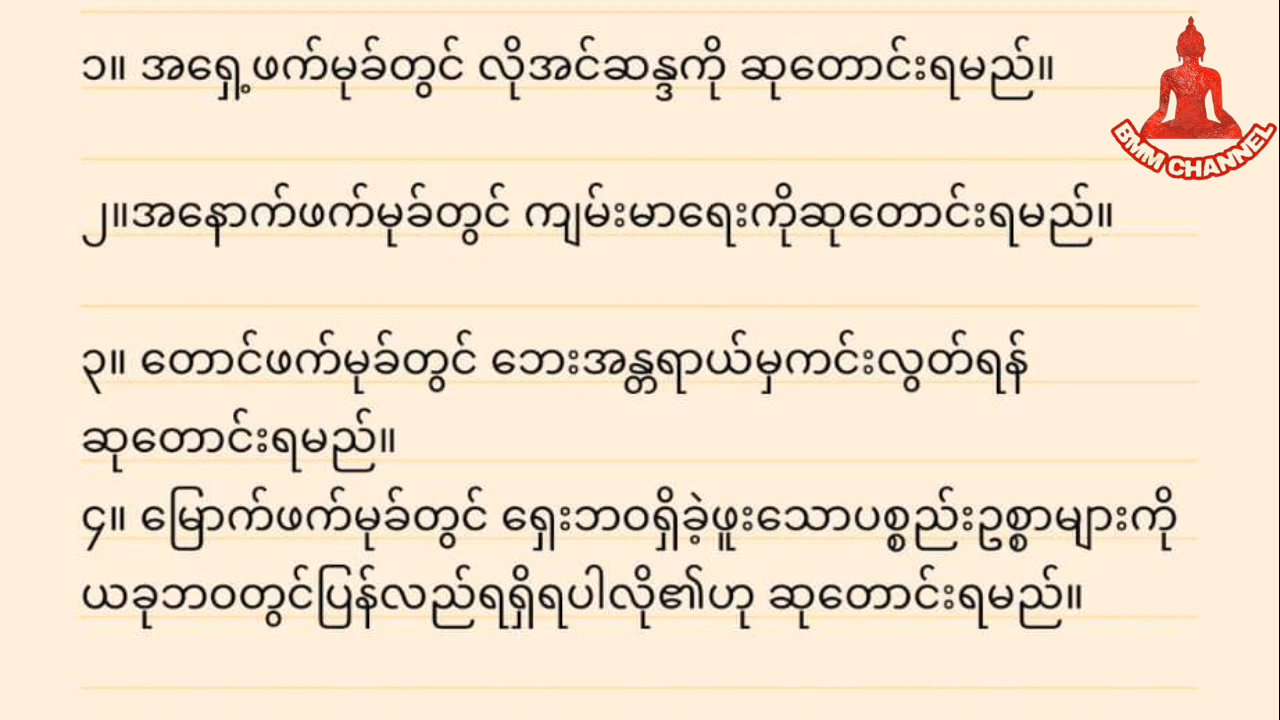 ၁။ အရှေ့ဖက်မုခ်တွင် လိုအင်ဆန္ဒကို ဆုတောင်းရမည်။
BMM CHANNEL
၂။အနောက်ဖက်မုခ်တွင် ကျမ်းမာရေးကိုဆုတောင်းရမည်။
၃။ တောင်ဖက်မုခ်တွင် ဘေးအန္တရာယ်မှကင်းလွတ်ရန်
ဆုတောင်းရမည်။
၄။ မြောက်ဖက်မုခ်တွင် ရှေးဘဝရှိခဲ့ဖူးသောပစ္စည်းဥစ္စာများကို
ယခုဘဝတွင်ပြန်လည်ရရှိရပါလို၏ဟု ဆုတောင်းရမည်။